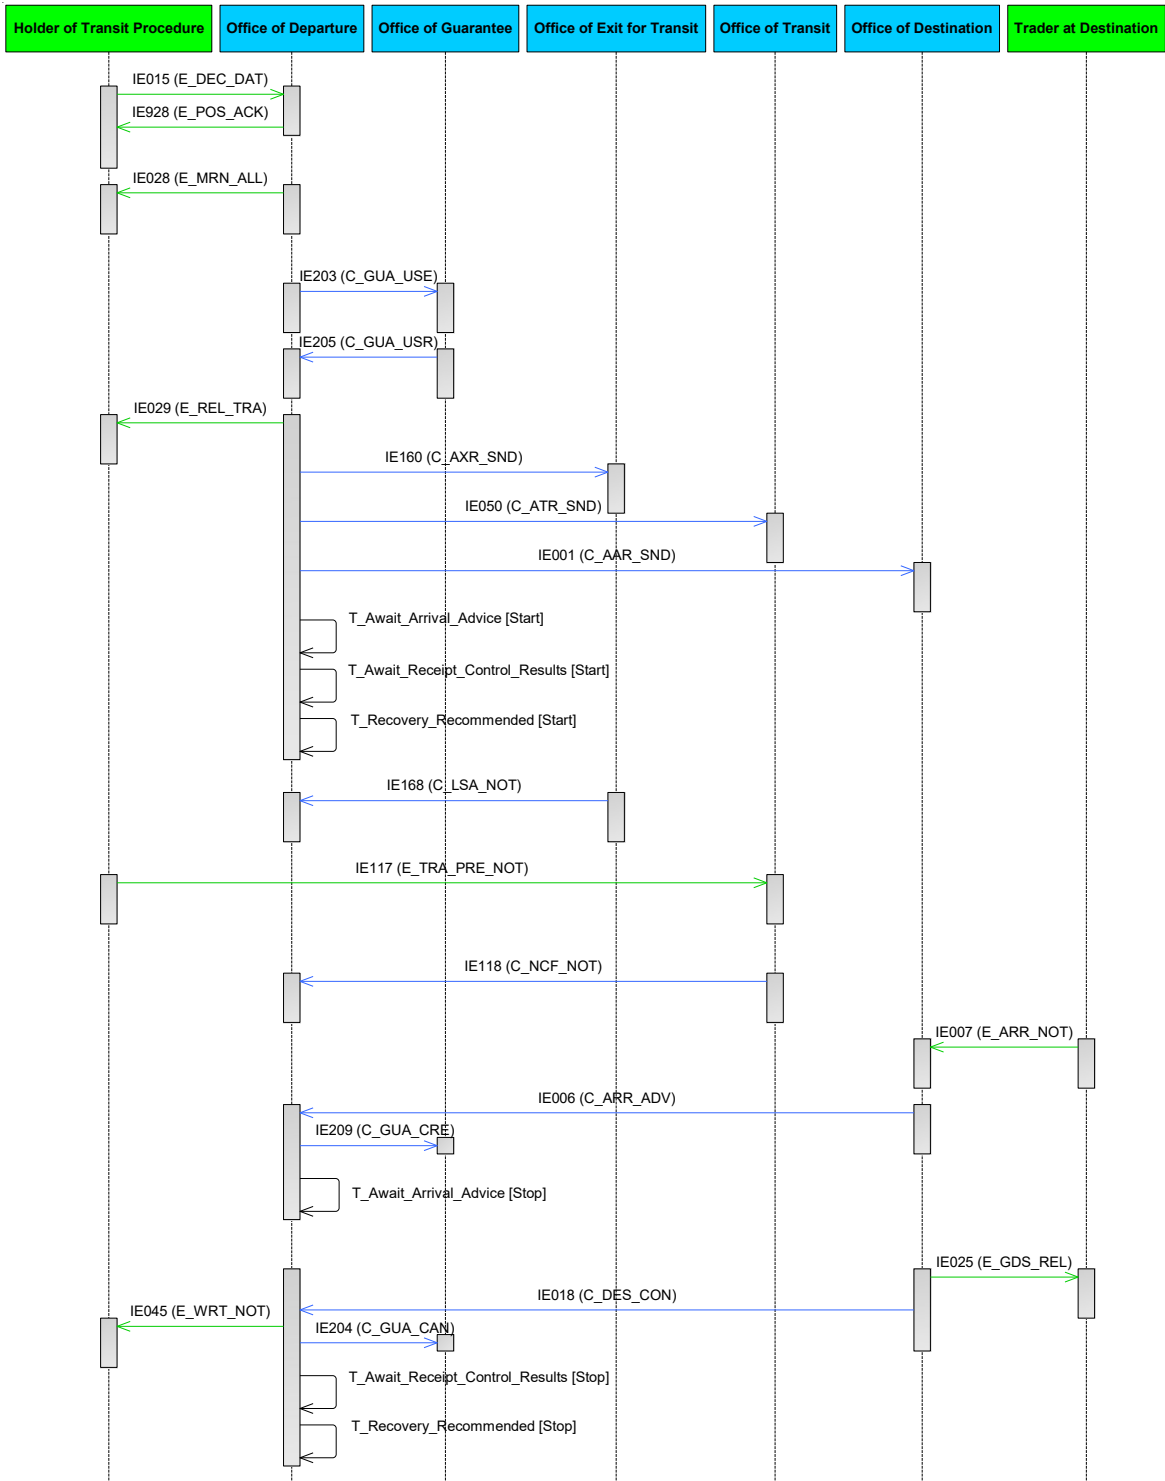 Holder of Transit Procedure
Office of Departure
Office of Guarantee
Office of Exit for Transit
Office of Transit
Office of Destination
Trader at Destination
IE015 (E_DEC_DAT)
IE928 (E_POS_ACK)
IE028 (E_MRN_ALL)
IE203 (C_GUA_USE)
IE205 (C_GUA_USR)
IE029 (E_REL_TRA)
IE160 (C_AXR_SND)
IE050 (C_ATR_SND)
IE001 (C_AAR_SND)
T_Await_Arrival_Advice [Start]
T_Await_Receipt_Control_Results [Start]
T_Recovery_Recommended [Start]
IE168 (C_LSA_NOT)
IE117 (E_TRA_PRE_NOT)
IE118 (C_NCF_NOT)
IE007 (E_ARR_NOT)
IE006 (C_ARR_ADV)
IE209 (C_GUA_CRE)
T_Await_Arrival_Advice [Stop]
IE025 (E_GDS_REL)
IE018 (C_DES_CON)
IE045 (E_WRT_NOT)
IE204 (C_GUA_CAN)
T_Await_Receipt_Control_Results [Stop]
T_Recovery_Recommended [Stop]